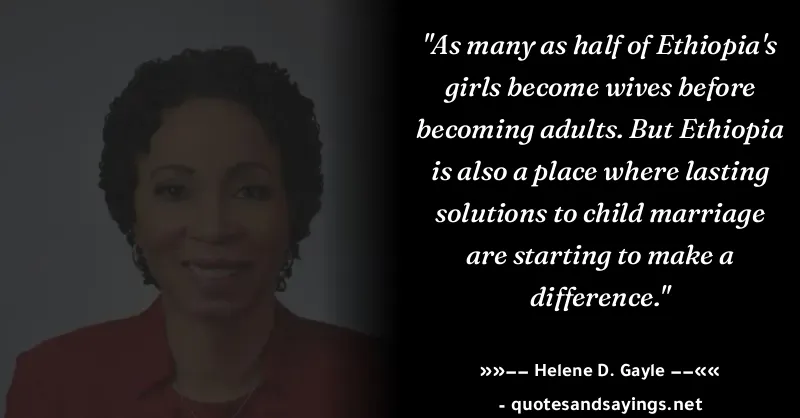 "As many as half of Ethiopia's
girls become wives before
becoming adults. But Ethiopia
is also a place where lasting
solutions to child marriage
are starting to make a
difference."
»»−− Helene D. Gayle −−««
- quotesandsayings.net